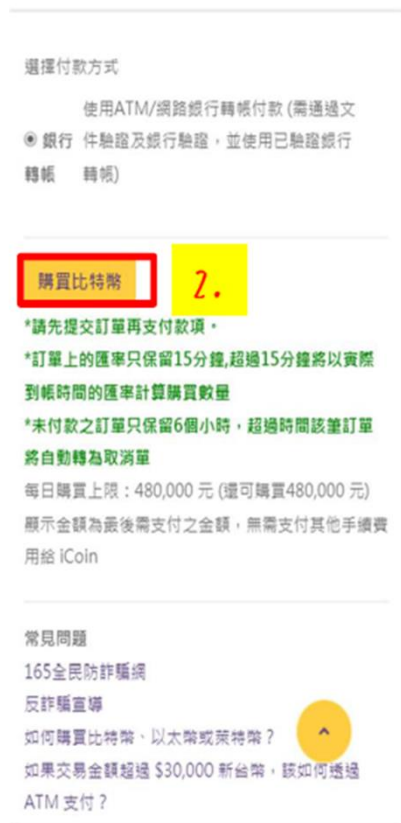 選擇付款方式
使用ATM/網路銀行轉帳付款 (需通過文
銀行 件驗證及銀行驗證，並使用已驗證銀行
轉帳 轉帳)
購買比特幣
2.
*請先提交訂單再支付款項。
*訂單上的匯率只保留15分鐘,超過15分鐘將以實際
到帳時間的匯率計算購買數量
*未付款之訂單只保留6個小時，超過時間該筆訂單
將自動轉為取消單
每日購買上限：480,000 元 (還可購買480,000 元)
顯示金額為最後需支付之金額，無需支付其他手續費
用給 iCoin
常見問題
165全民防詐騙網
反詐騙宣導
如何購買比特幣、以太幣或萊特幣？
如果交易金額超過 $30,000 新台幣，該如何透過
ATM 支付？